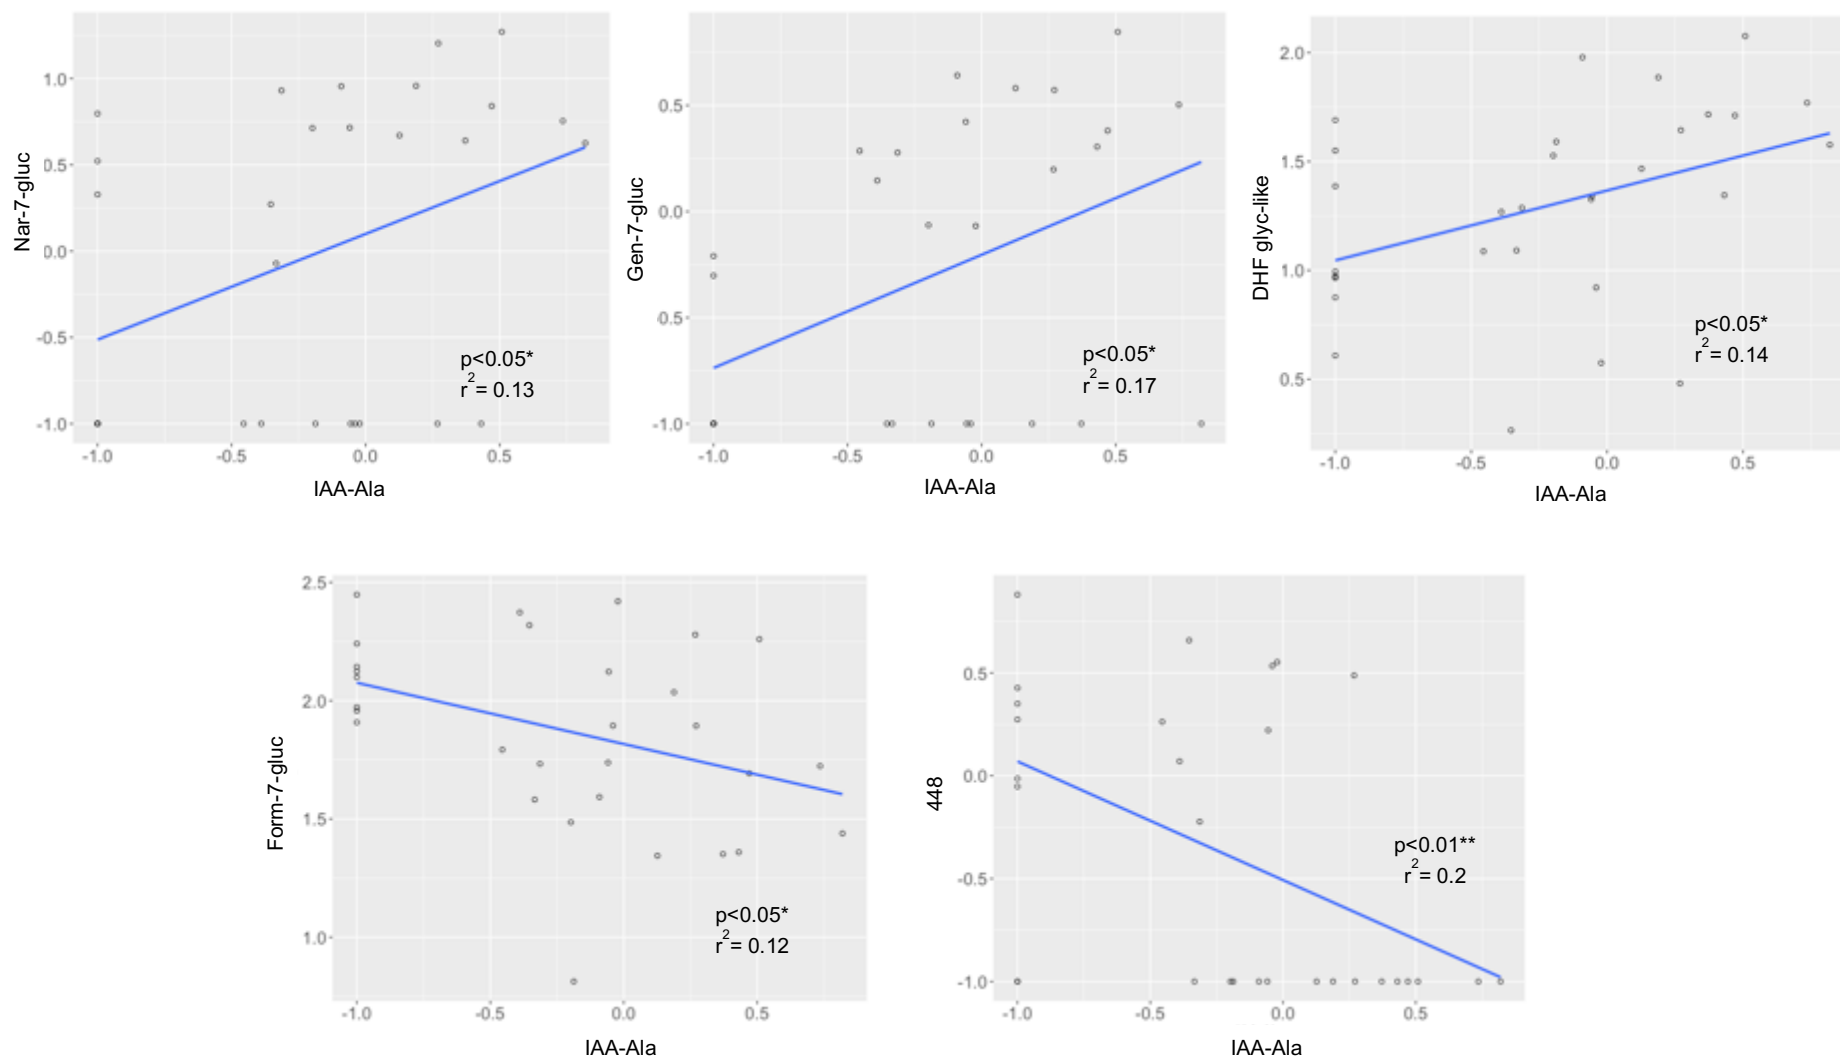 Nar-7-gluc
1.0
0.5
0.0
-0.5
-1.0
-1.0 -0.5 0.0 0.5
IAA-Ala
p<0.05*
r2= 0.13
Gen-7-gluc
0.5
0.0
0.5
-1.0
-1.0 -0.5 0.0 0.5
IAA-Ala
p<0.05*
r2= 0.17
DHF glyc-like
2.0
1.5
1.0
0.5
-1.0 -0.5 0.0 0.5
IAA-Ala
p<0.05*
r2= 0.14
Form-7-gluc
2.5
2.0
1.5
1.0
-1.0 -0.5 0.0 0.5
IAA-Ala
p<0.05*
r2= 0.12
448
0.5
0.0
-0.5
-1.0
-1.0 -0.5 0.0 0.5
IAA-Ala
p<0.01**
r2= 0.2